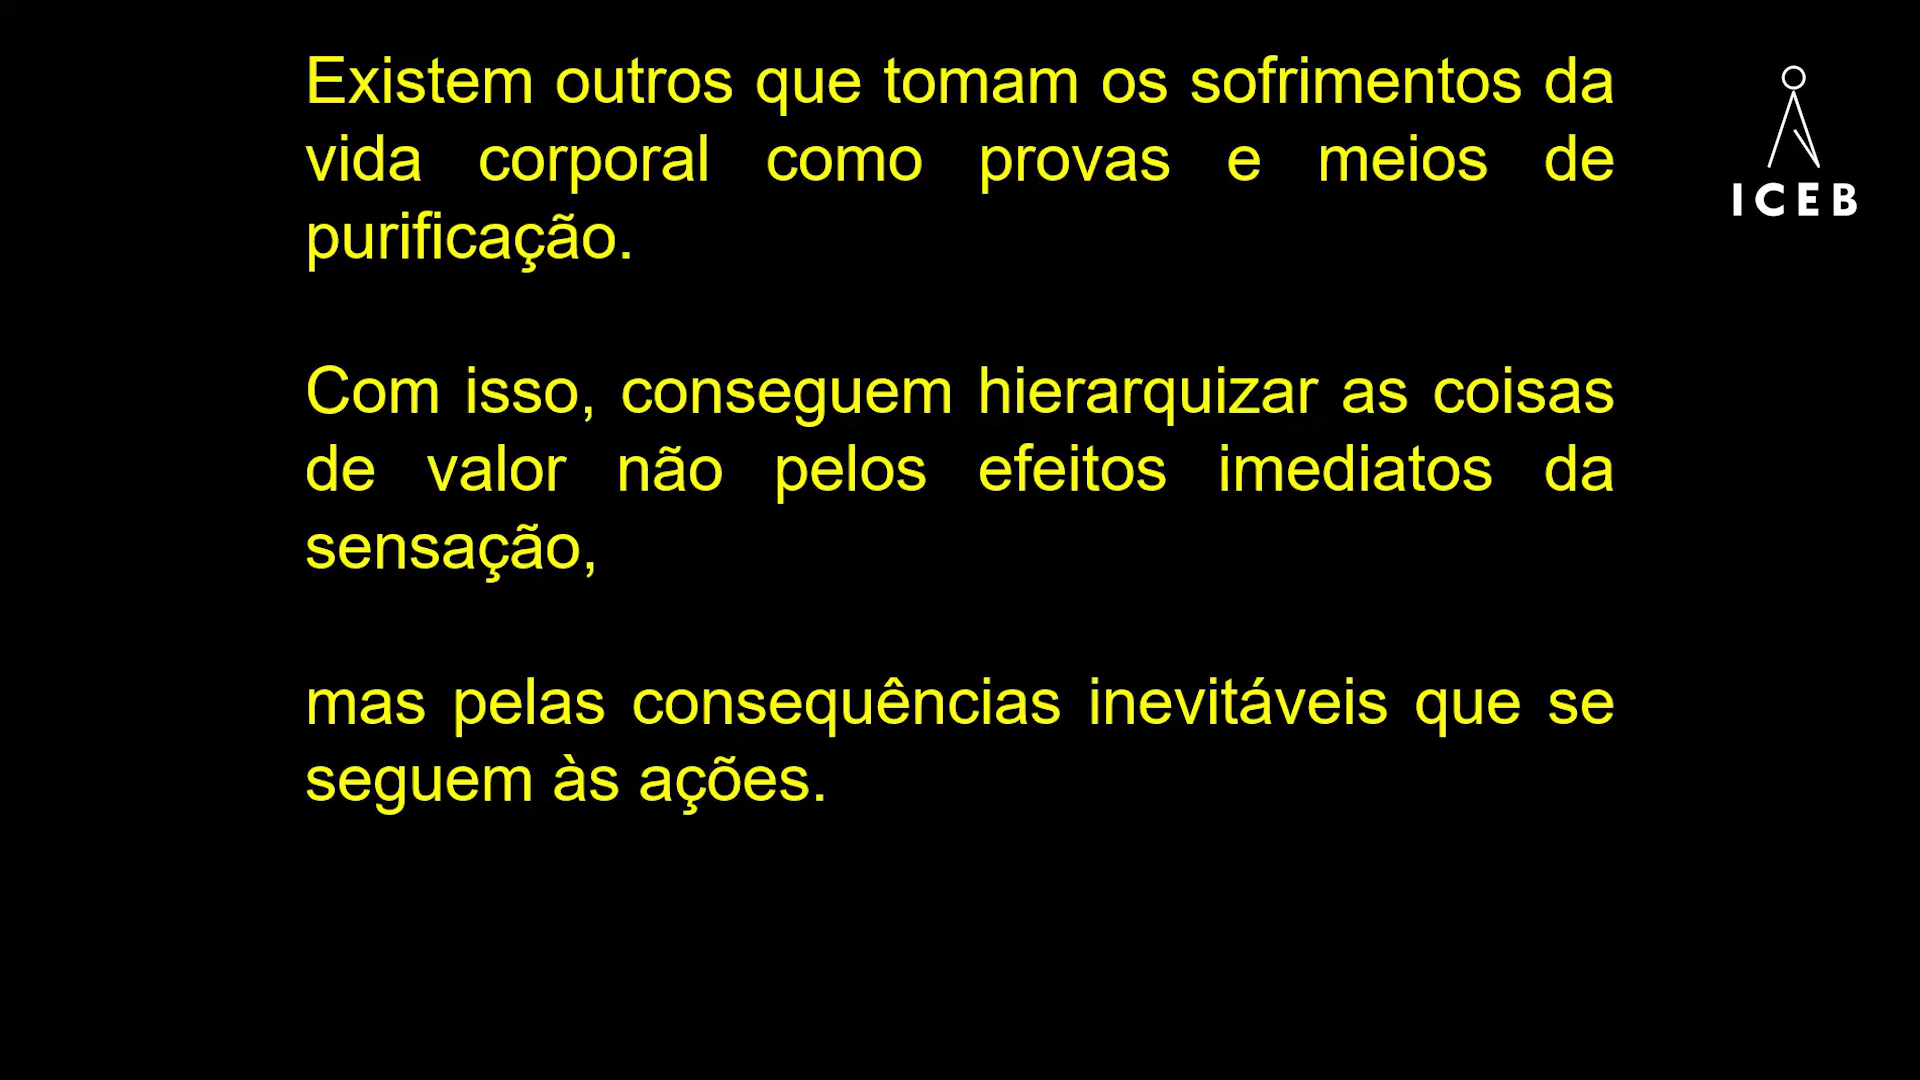 Existem outros que tomam os sofrimentos da
vida corporal como provas e meios de
purificação.
Com isso, conseguem hierarquizar as coisas
de valor não pelos efeitos imediatos da
sensação,
mas pelas consequências inevitáveis que se
seguem às ações.
ICEB